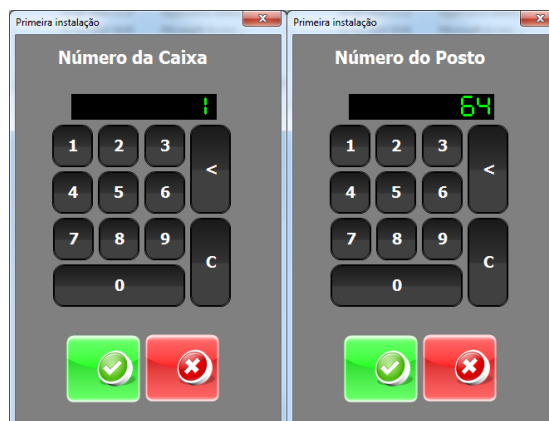 Primeira instalação
Número da Caixa
1
1 2 3
<
4 5 6
7 8 9
C
0
Primeira instalação
Número do Posto
64
1 2 3
<
4 5 6
7 8 9
C
0